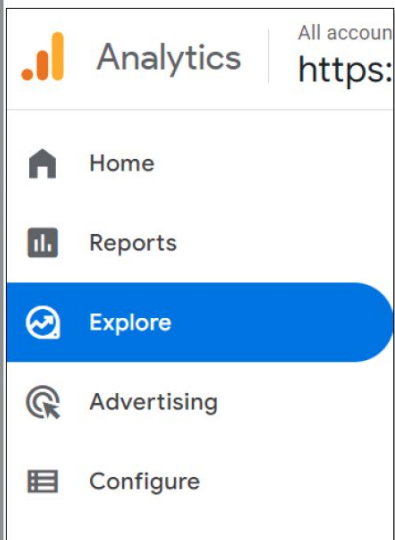 All accoun
Analytics
https:
Home
Reports
Explore
Advertising
Configure